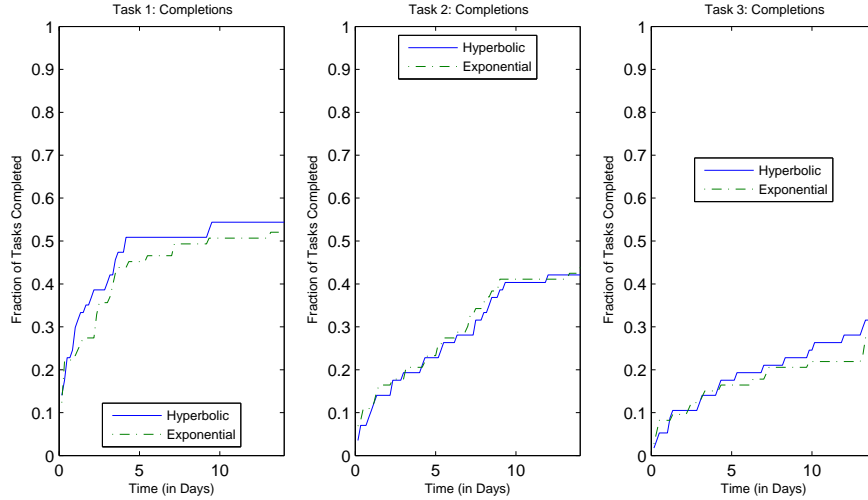 Task 1: Completions
1
0.9
0.8
0.7
0.6
0.5
0.4
0.3
0.2
0.1
0
Fraction of Tasks Completed
Hyperbolic
Exponential
0
5
10
Time (in Days)
Task 2: Completions
1
0.9
0.8
0.7
0.6
0.5
0.4
0.3
0.2
0.1
0
Fraction of Tasks Completed
Hyperbolic
Exponential
0
5
10
Time (in Days)
Task 3: Completions
1
0.9
0.8
0.7
0.6
0.5
0.4
0.3
0.2
0.1
0
Fraction of Tasks Completed
Hyperbolic
Exponential
0
5
10
Time (in Days)